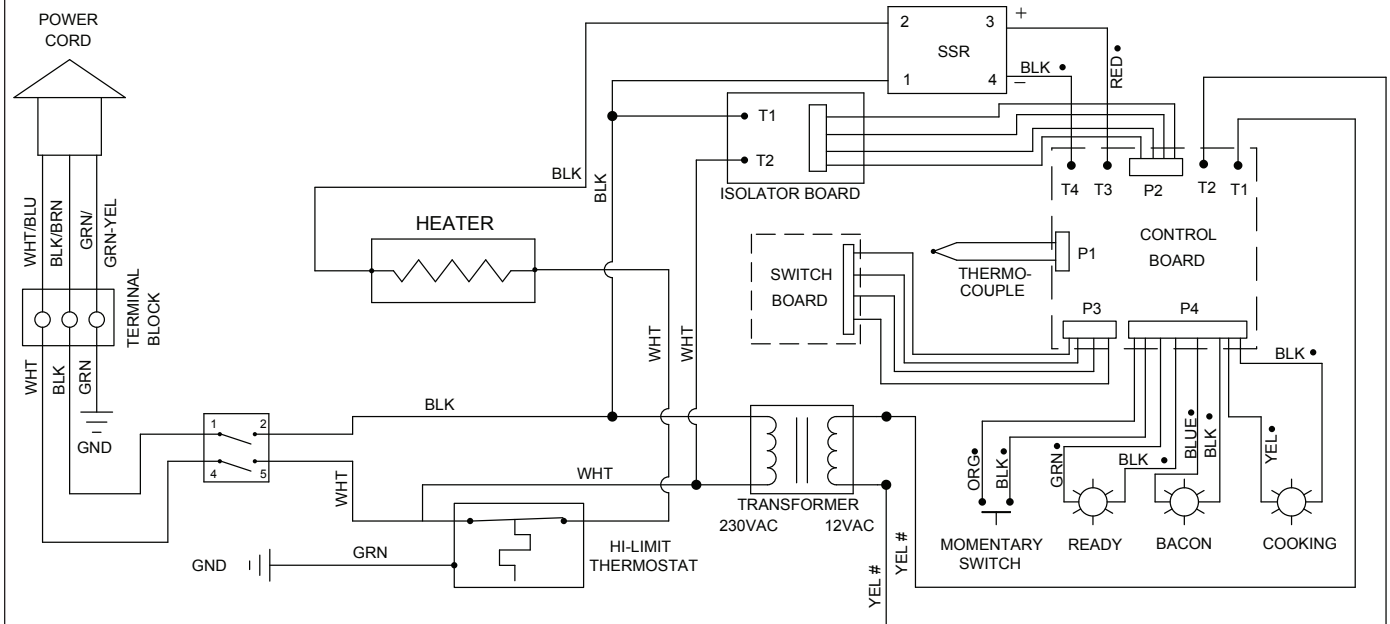 POWER
CORD
WHT/BLU
BLK/BRN
GRN/
GRN-YEL
TERMINAL
BLOCK
WHT
BLK
GRN
GND
1
2
4
5
BLK
WHT
WHT
GND
GRN
HI-LIMIT
THERMOSTAT
HEATER
BLK
BLK
WHT
WHT
2
3
+
SSR
1
4
–
BLK •
RED •
T1
T2
ISOLATOR BOARD
SWITCH
BOARD
THERMO-
COUPLE
T4
T3
P2
T2
T1
P1
CONTROL
BOARD
P3
P4
BLK •
TRANSFORMER
230VAC
12VAC
YEL #
YEL #
ORG•
BLK•
GRN•
BLK •
BLUE•
BLK •
YEL•
MOMENTARY
SWITCH
READY
BACON
COOKING